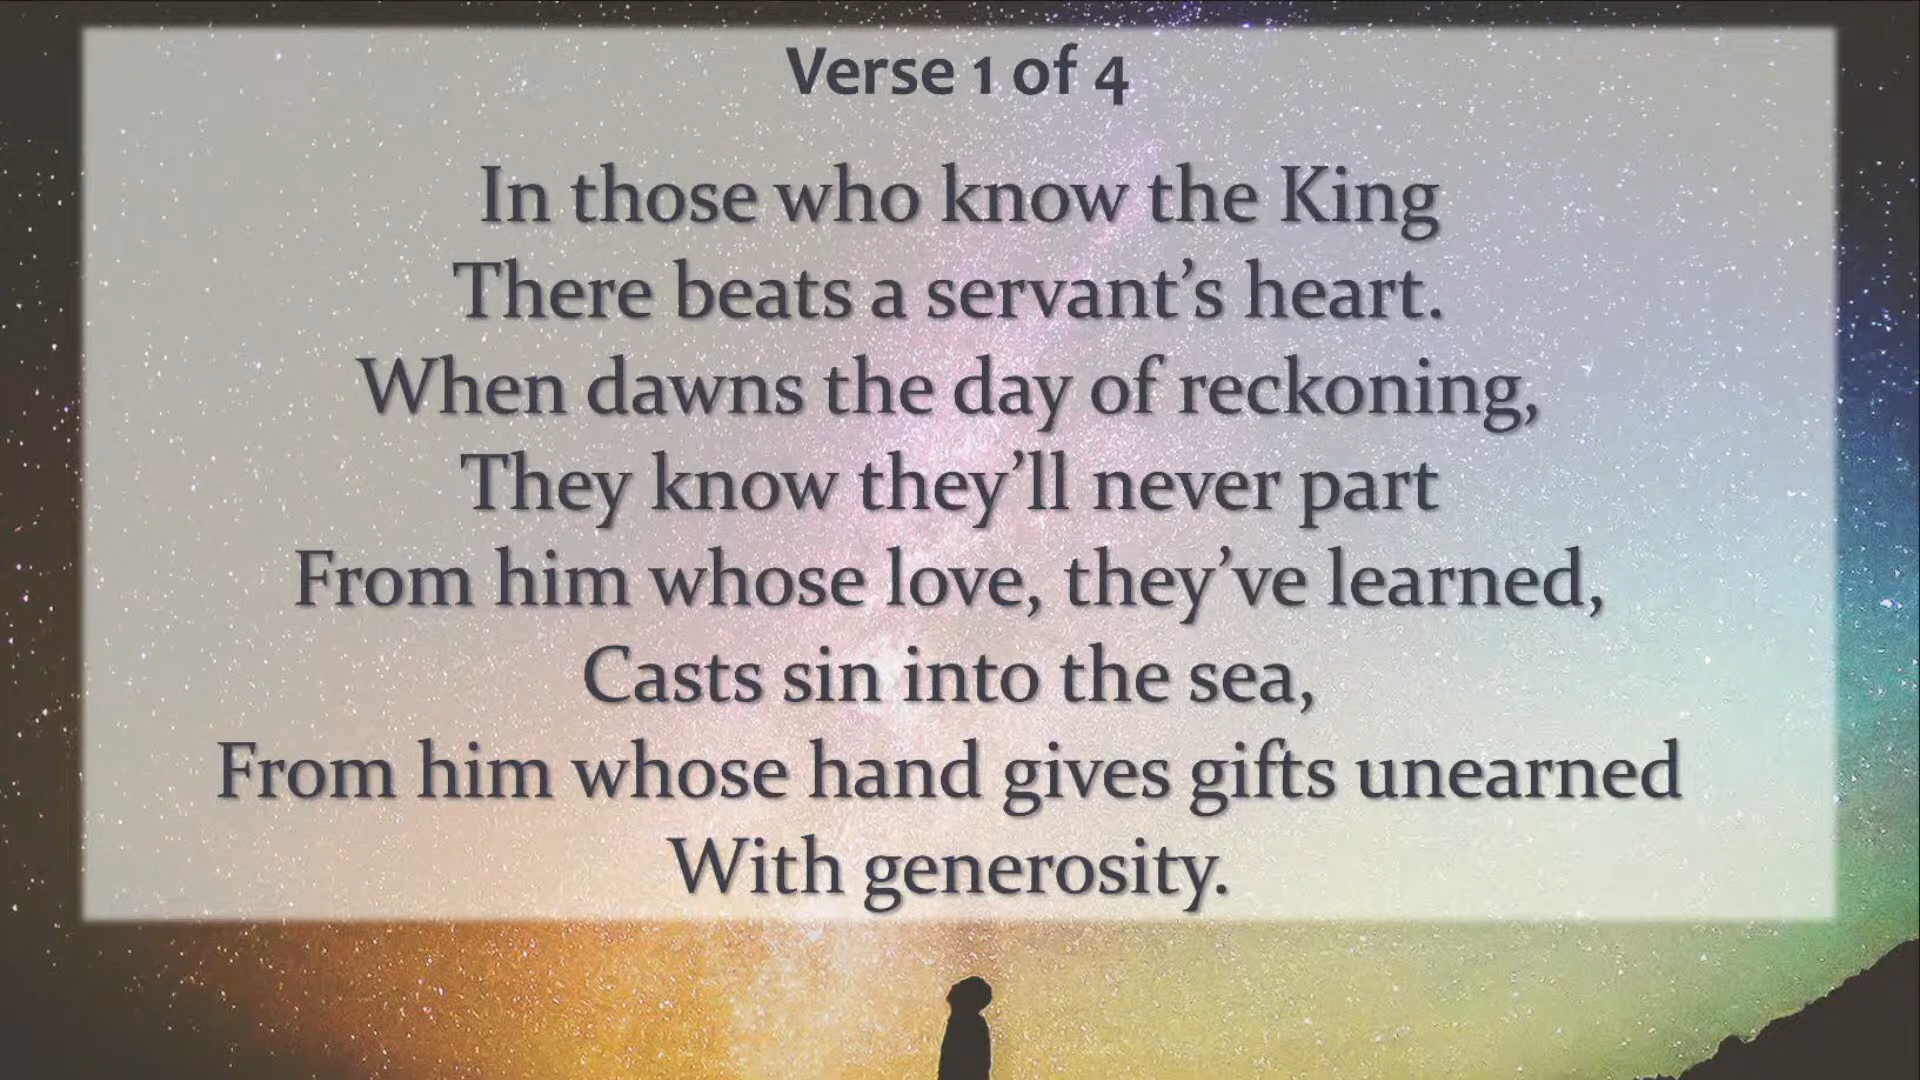 Verse 1 of 4
In those who know the King
There beats a servant’s heart.
When dawns the day of reckoning,
They know they’ll never part
From him whose love, they’ve learned,
Casts sin into the sea,
From him whose hand gives gifts unearned
With generosity.